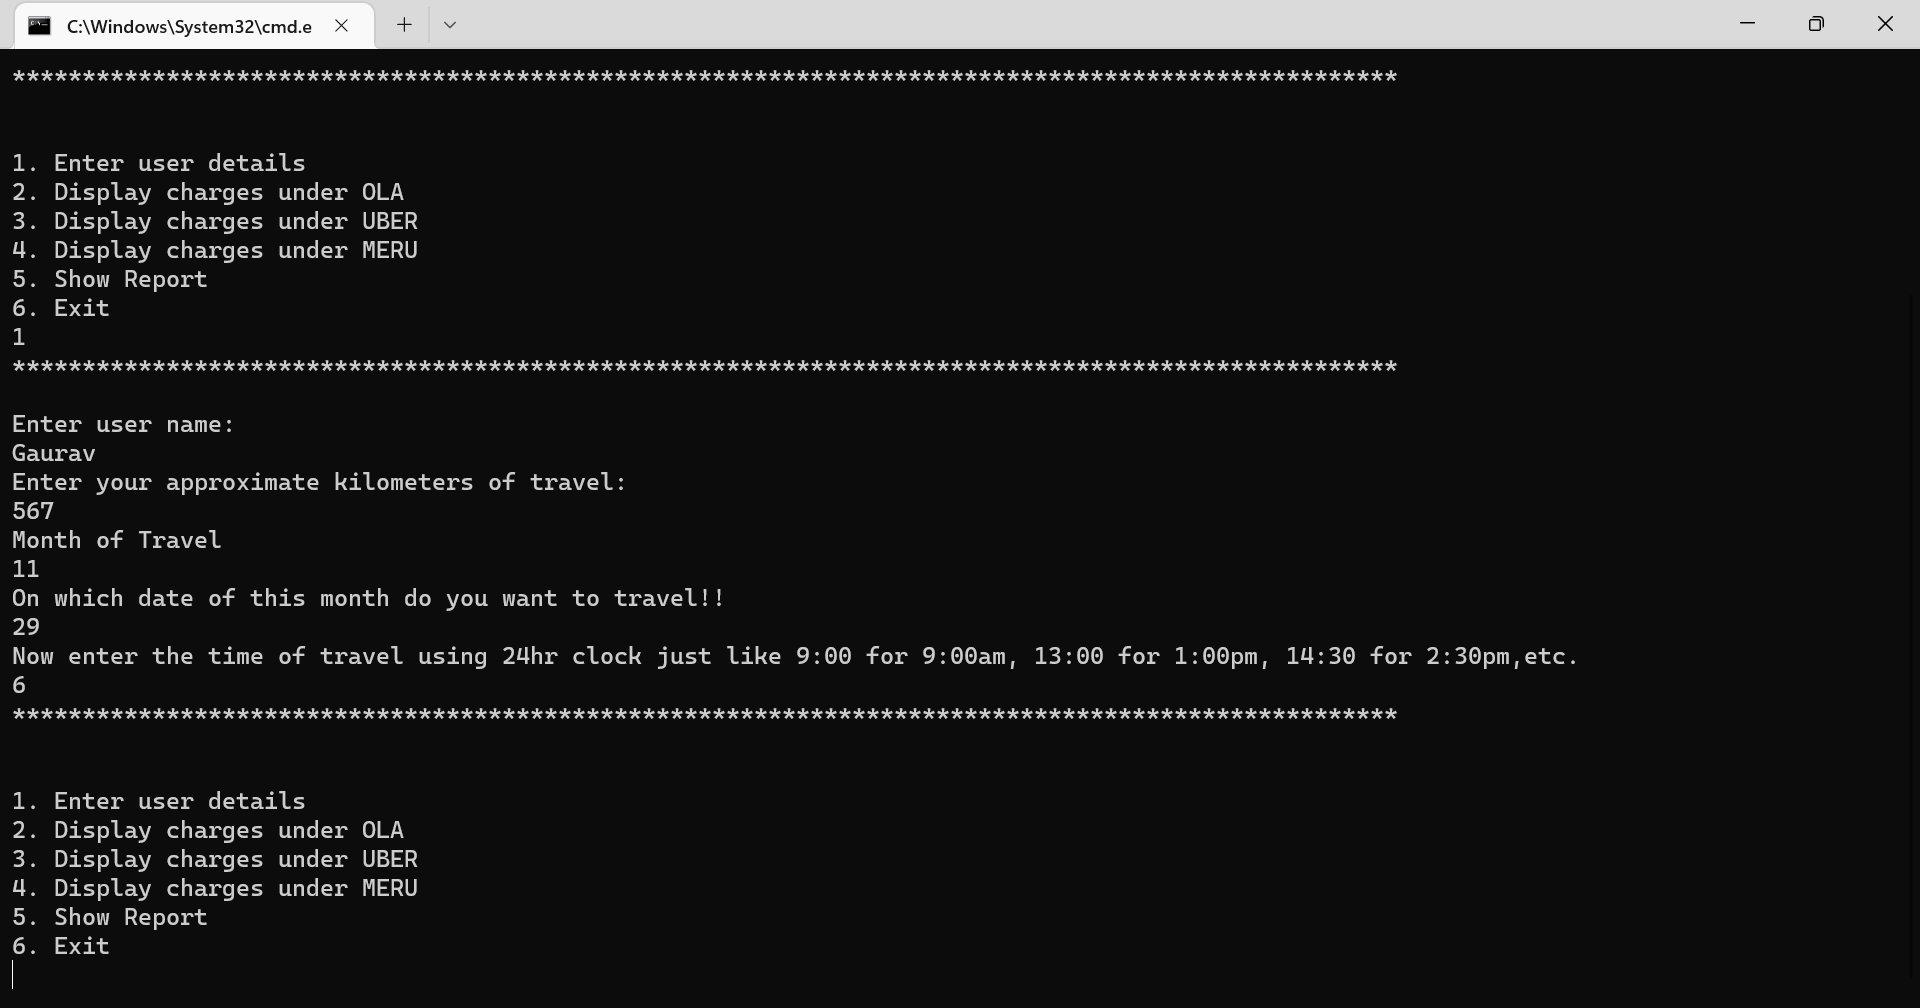 C:\Windows\System32\cmd.e
***************************************************************************************************
1. Enter user details
2. Display charges under OLA
3. Display charges under UBER
4. Display charges under MERU
5. Show Report
6. Exit
1
***************************************************************************************************
Enter user name:
Gaurav
Enter your approximate kilometers of travel:
567
Month of Travel
11
On which date of this month do you want to travel!!
29
Now enter the time of travel using 24hr clock just like 9:00 for 9:00am, 13:00 for 1:00pm, 14:30 for 2:30pm,etc.
6
***************************************************************************************************
1. Enter user details
2. Display charges under OLA
3. Display charges under UBER
4. Display charges under MERU
5. Show Report
6. Exit